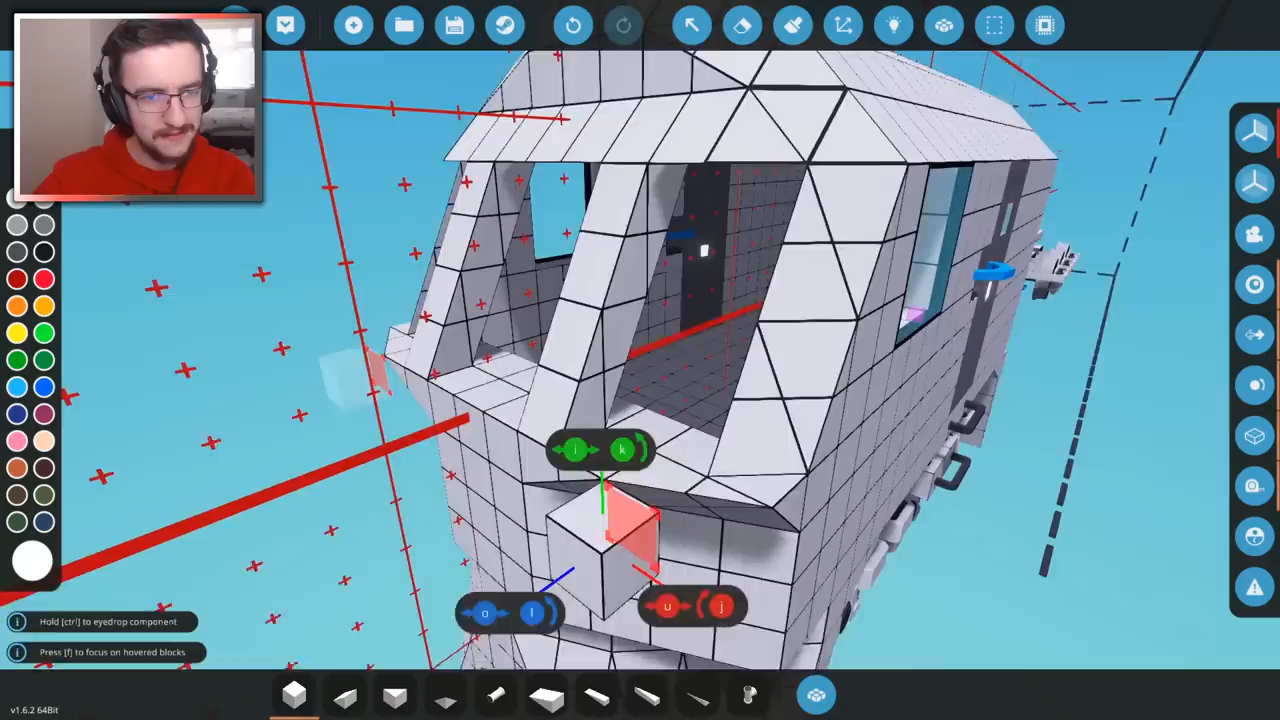 i k
o l
u j
Hold [ctrl] to eyedrop component
Press [f] to focus on hovered blocks
v1.6.2 64Bit